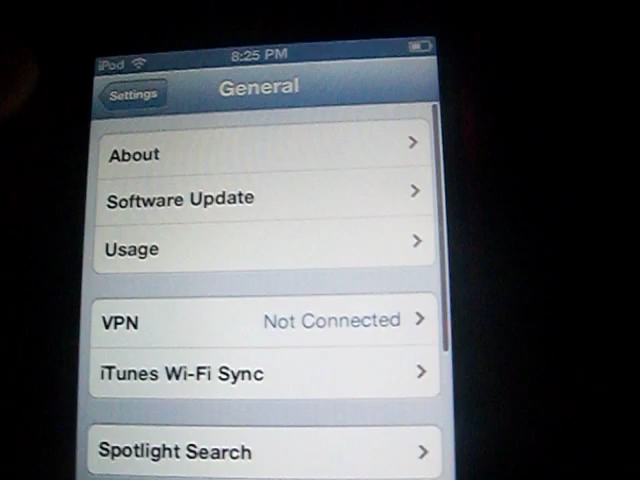 iPod 8:25 PM
Settings General
About
Software Update
Usage
VPN Not Connected
iTunes Wi-Fi Sync
Spotlight Search